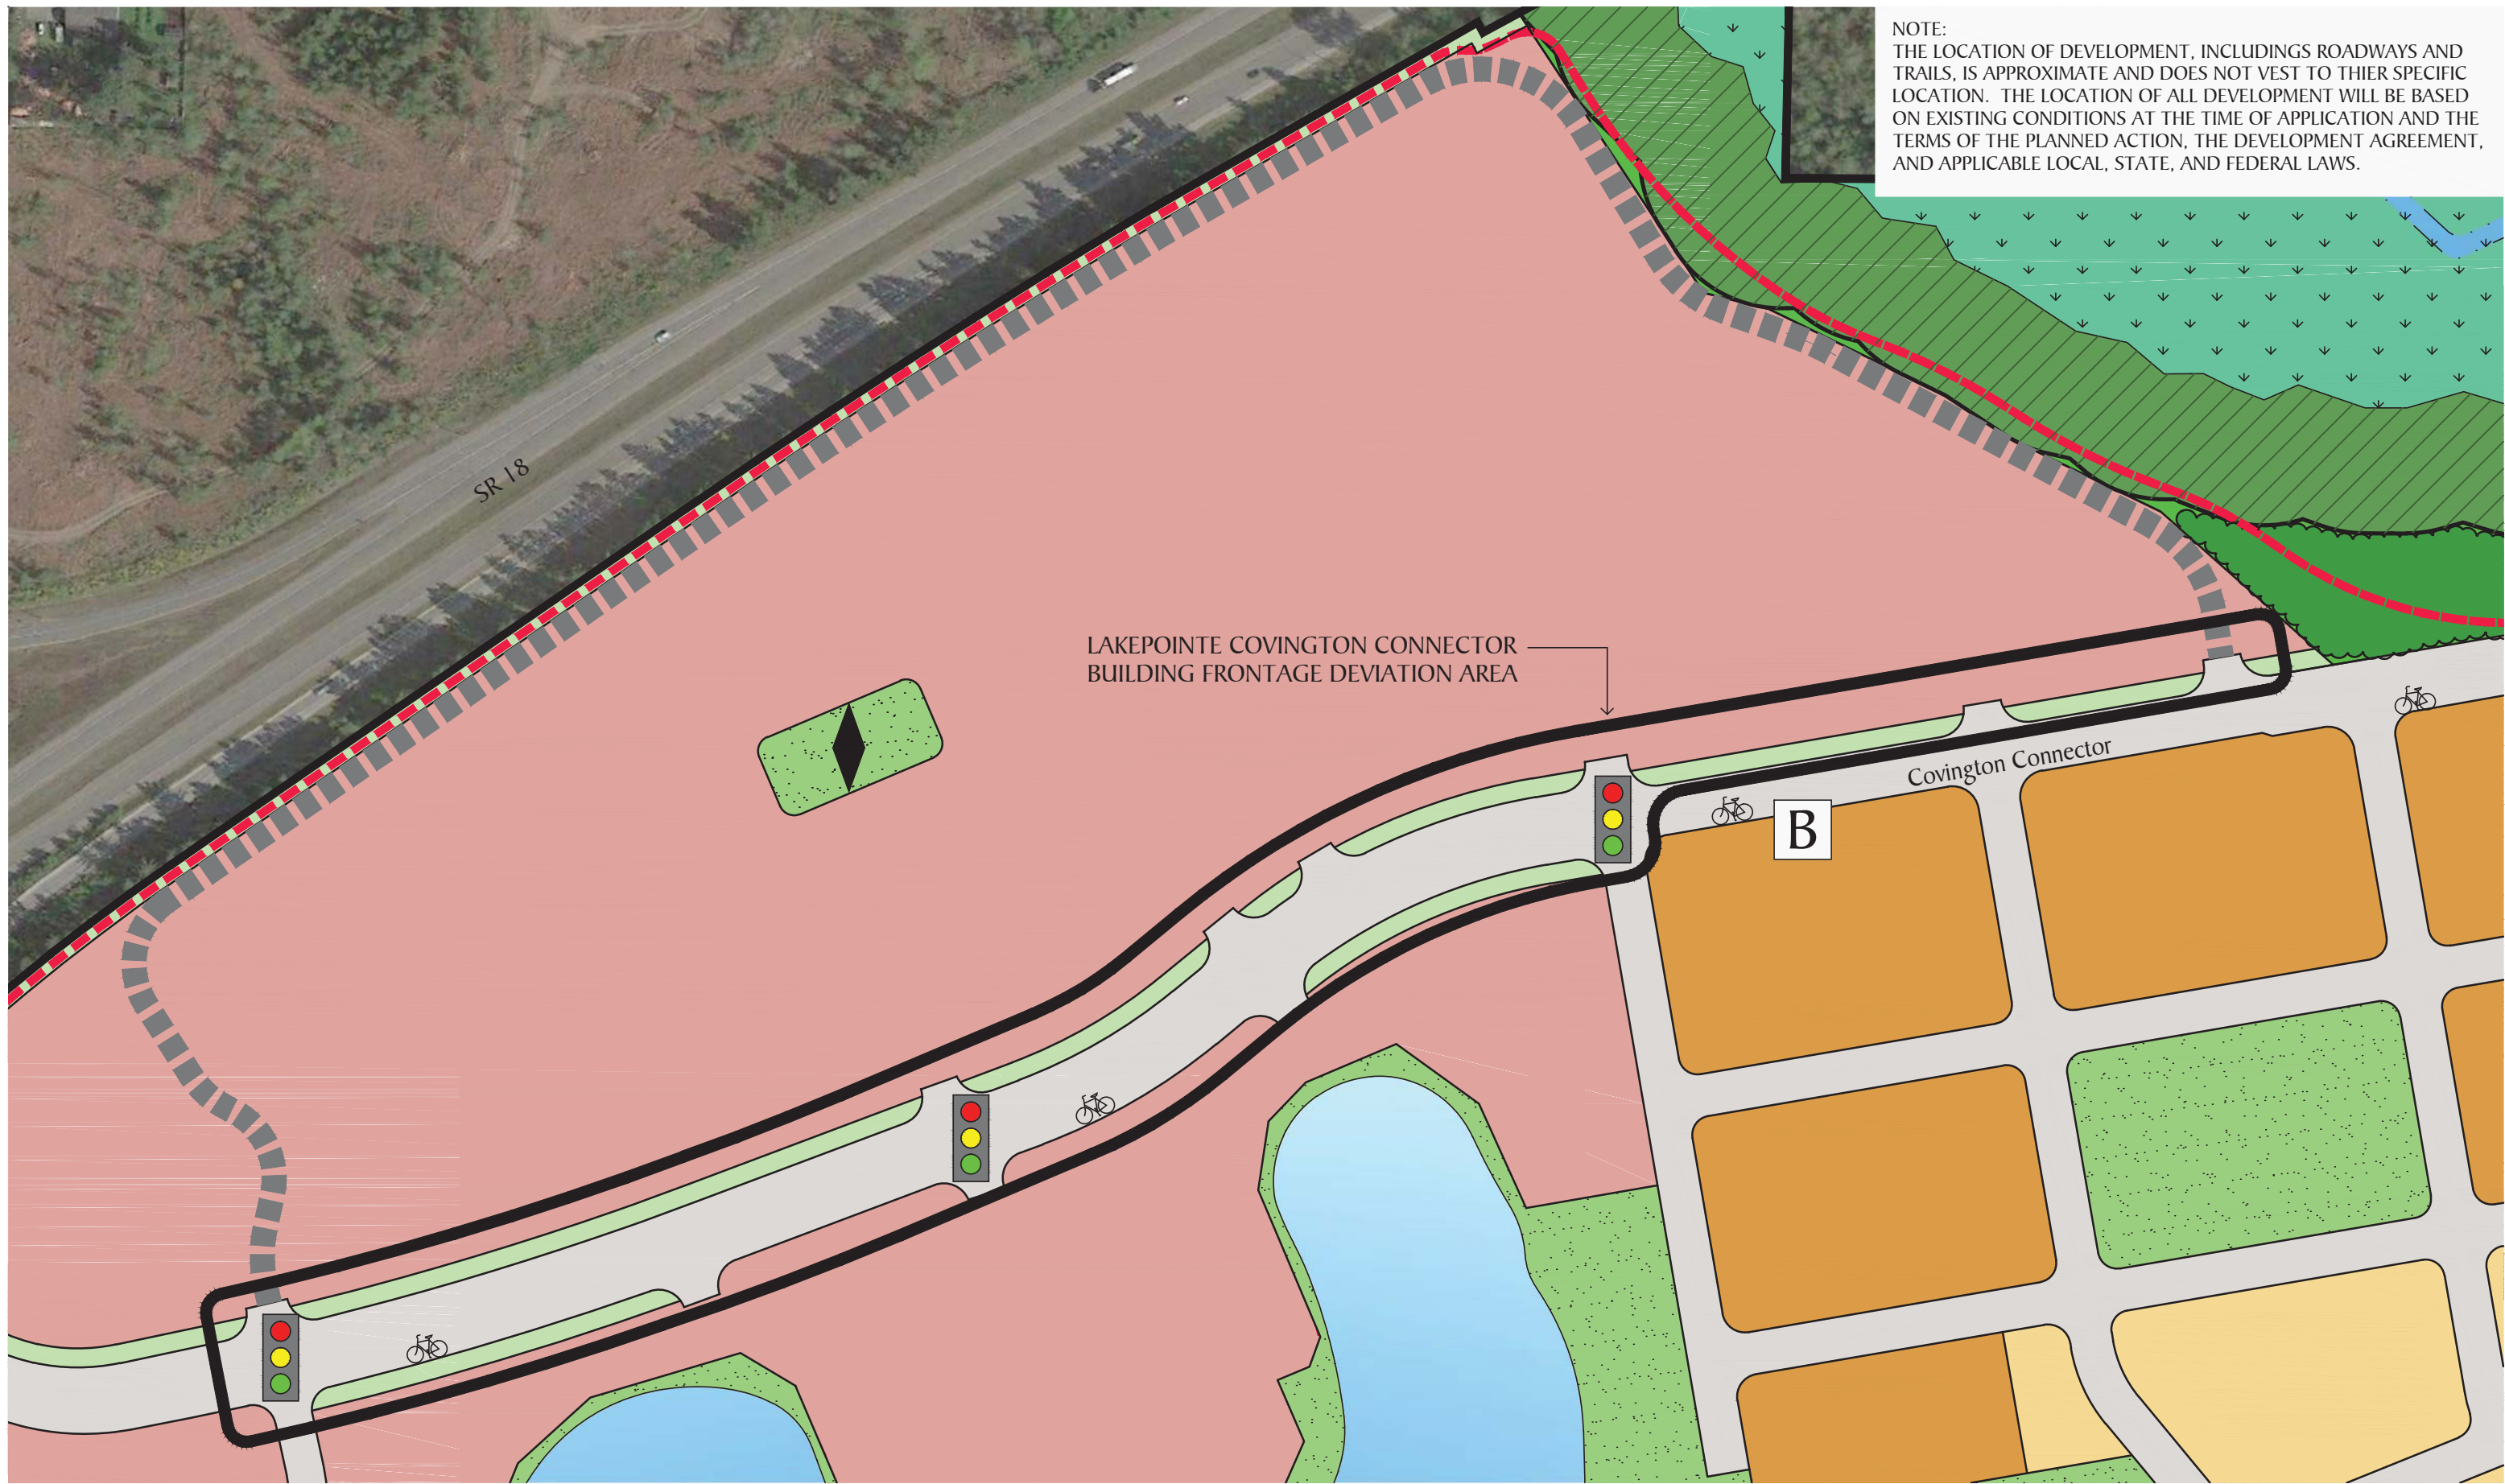 NOTE:
THE LOCATION OF DEVELOPMENT, INCLUDINGS ROADWAYS AND
TRAILS, IS APPROXIMATE AND DOES NOT VEST TO THIER SPECIFIC
LOCATION. THE LOCATION OF ALL DEVELOPMENT WILL BE BASED
ON EXISTING CONDITIONS AT THE TIME OF APPLICATION AND THE
TERMS OF THE PLANNED ACTION, THE DEVELOPMENT AGREEMENT,
AND APPLICABLE LOCAL, STATE, AND FEDERAL LAWS.
SR 18
LAKEPOINTE COVINGTON CONNECTOR
BUILDING FRONTAGE DEVIATION AREA
Covington Connector
B